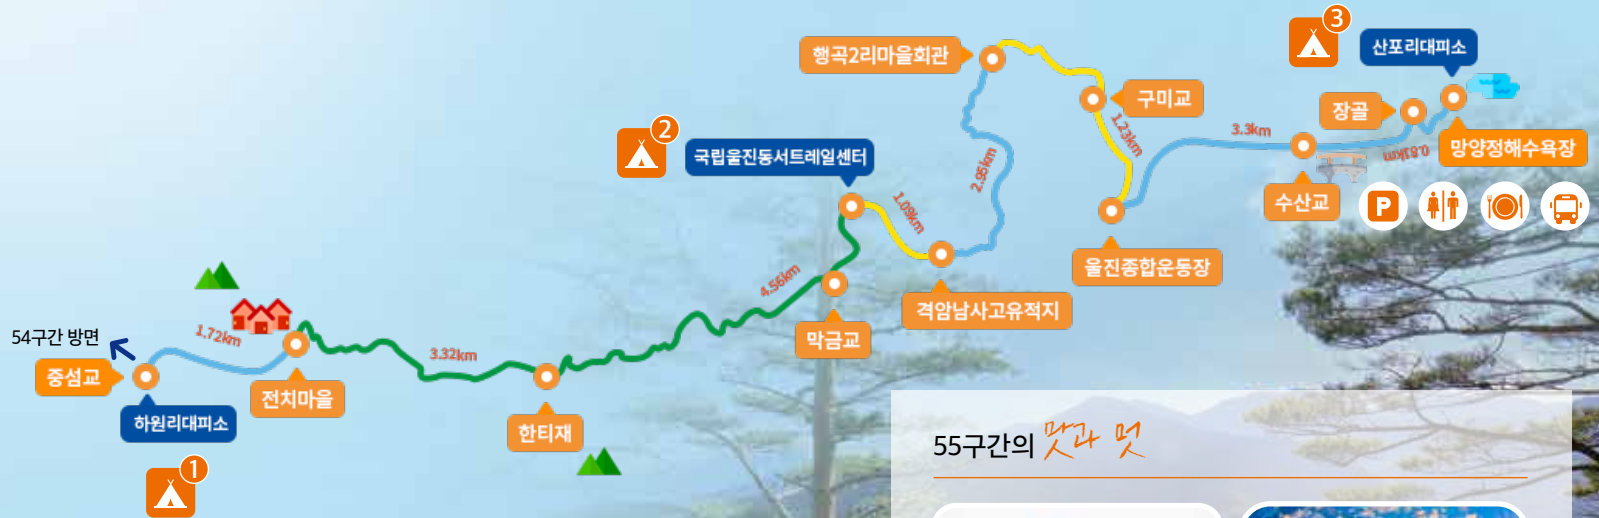 3
산포리대피소
행곡2리마을회관
구미교
장골
1.23km
3.3km
0.83km
망양정해수욕장
2
국립울진동서트레일센터
2.95km
1.09km
수산교
P
울진종합운동장
4.56km
격암남사고유적지
막금교
54구간 방면
1.72km
3.32km
중섬교
전치마을
하원리대피소
한티재
1
55구간의 맛과 멋